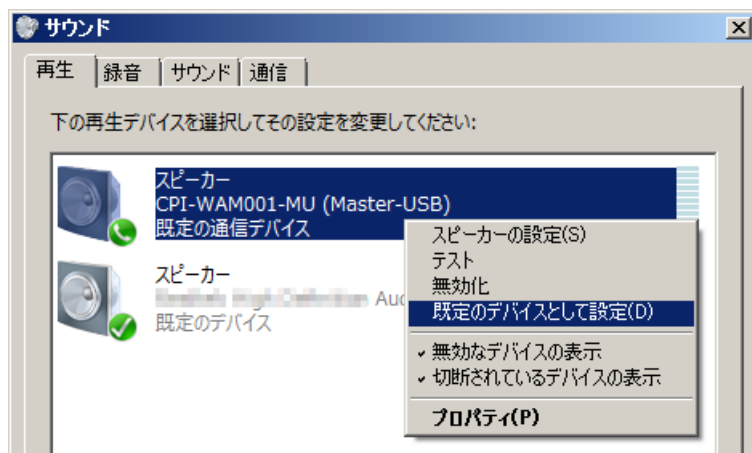 サウンド
再生
録音
サウンド
通信
下の再生デバイスを選択してその設定を変更してください:
スピーカー
CPI-WAM001-MU (Master-USB)
既定の通信デバイス
スピーカー
既定のデバイス
スピーカーの設定(S)
テスト
無効化
既定のデバイスとして設定(D)
無効なデバイスの表示
切断されているデバイスの表示
プロパティ(P)